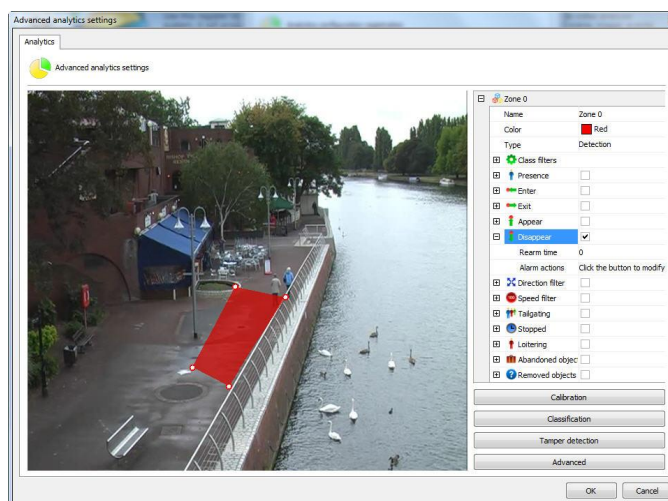 Advanced analytics settings
Analytics
Advanced analytics settings
Zone 0
Name Zone 0
Color Red
Type Detection
Class filters
Presence
Enter
Exit
Appear
Disappear
Rearm time 0
Alarm actions Click the button to modify
Direction filter
Speed filter
Tailgating
Stopped
Loitering
Abandoned objec
Removed objects
Calibration
Classification
Tamper detection
Advanced
OK Cancel